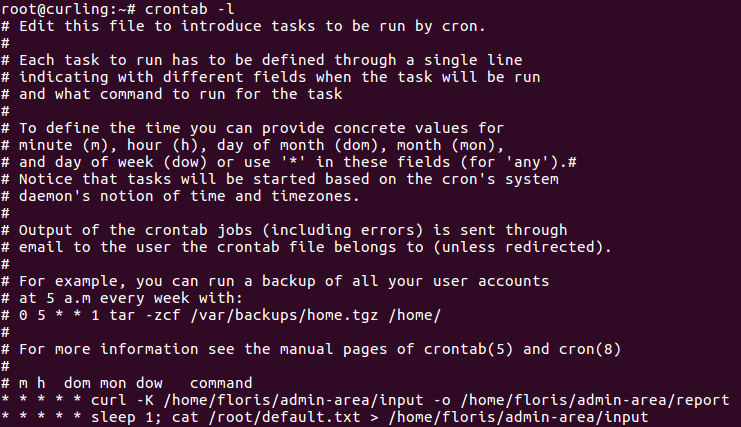 root@curling:~# crontab -l
# Edit this file to introduce tasks to be run by cron.
#
# Each task to run has to be defined through a single line
# indicating with different fields when the task will be run
# and what command to run for the task
#
# To define the time you can provide concrete values for
# minute (m), hour (h), day of month (dom), month (mon),
# and day of week (dow) or use '*' in these fields (for 'any').#
# Notice that tasks will be started based on the cron's system
# daemon's notion of time and timezones.
#
# Output of the crontab jobs (including errors) is sent through
# email to the user the crontab file belongs to (unless redirected).
#
# For example, you can run a backup of all your user accounts
# at 5 a.m every week with:
# 0 5 * * 1 tar -zcf /var/backups/home.tgz /home/
#
# For more information see the manual pages of crontab(5) and cron(8)
#
# m h  dom mon dow   command
* * * * * curl -K /home/floris/admin-area/input -o /home/floris/admin-area/report
* * * * * sleep 1; cat /root/default.txt > /home/floris/admin-area/input